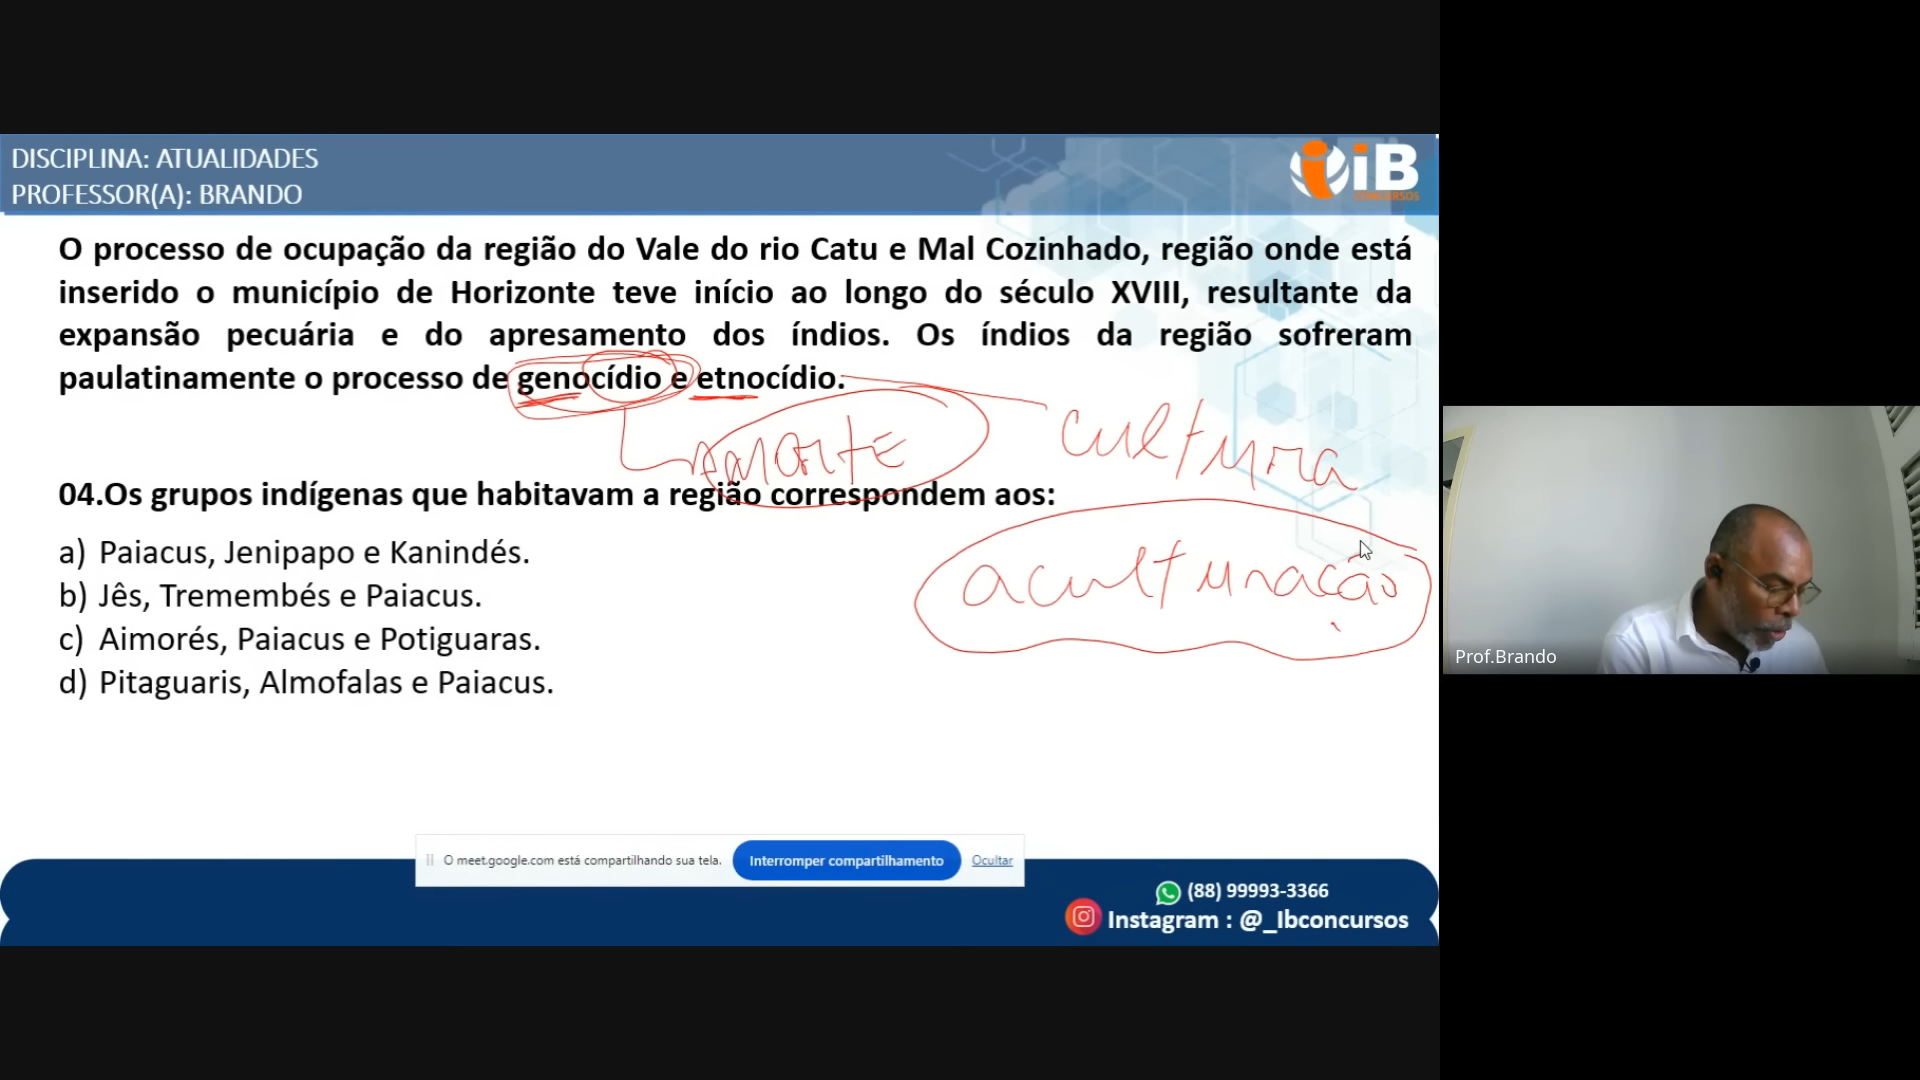 DISCIPLINA: ATUALIDADES
PROFESSOR(A): BRANDO
iB
CONCURSOS
O processo de ocupação da região do Vale do rio Catu e Mal Cozinhado, região onde está
inserido o município de Horizonte teve início ao longo do século XVIII, resultante da
expansão pecuária e do apresamento dos índios. Os índios da região sofreram
paulatinamente o processo de genocídio e etnocídio.
cultura
MORTE
04.Os grupos indígenas que habitavam a região correspondem aos:
a) Paiacus, Jenipapo e Kanindés.
aculturação
b) Jês, Tremembés e Paiacus.
c) Aimorés, Paiacus e Potiguaras.
d) Pitaguaris, Almofalas e Paiacus.
Prof.Brando
O meet.google.com está compartilhando sua tela. Interromper compartilhamento Ocultar
(88) 99993-3366
Instagram : @_Ibconcursos